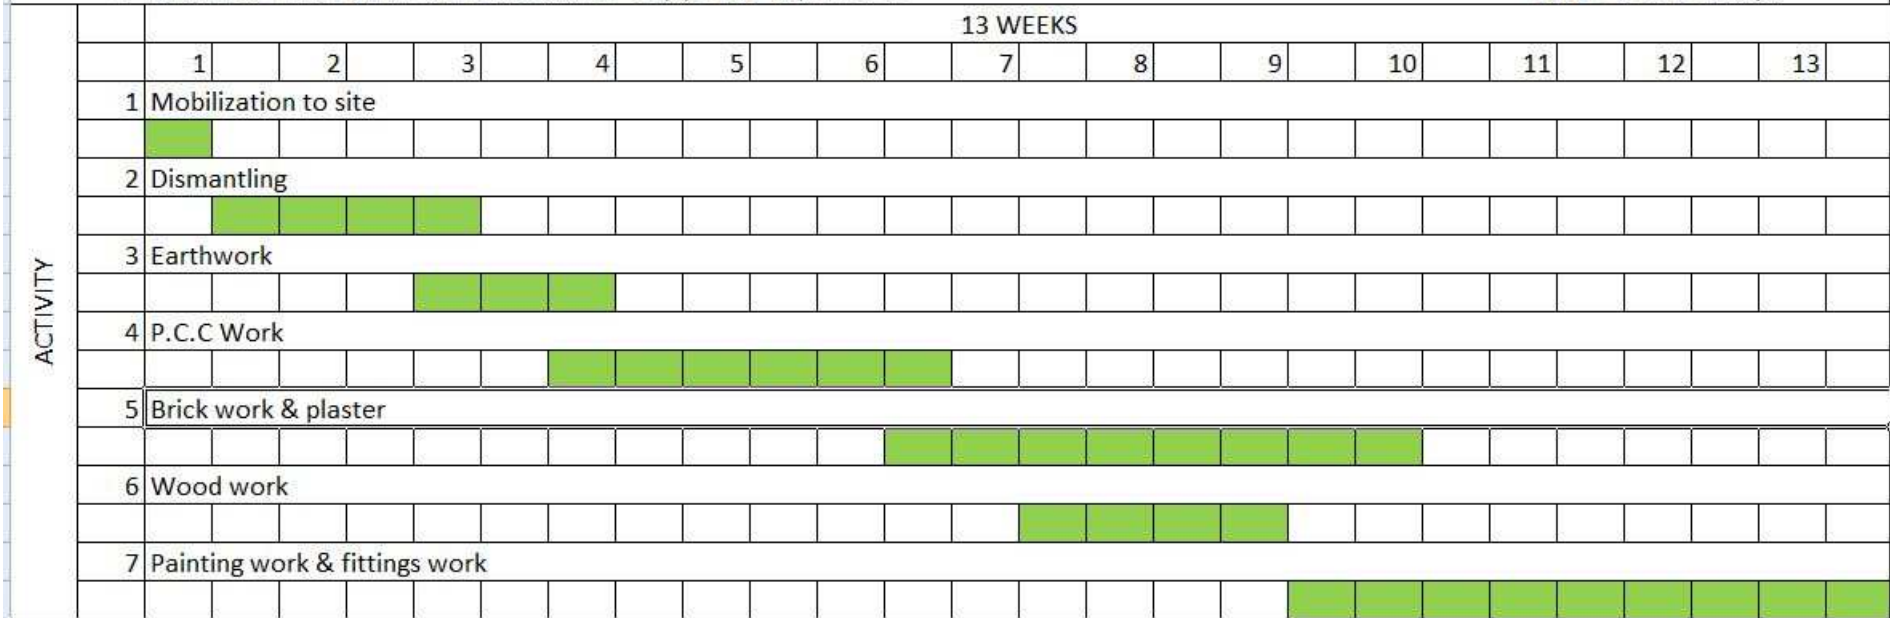 13 WEEKS
1 2 3 4 5 6 7 8 9 10 11 12 13
ACTIVITY
1 Mobilization to site
2 Dismantling
3 Earthwork
4 P.C.C Work
5 Brick work & plaster
6 Wood work
7 Painting work & fittings work